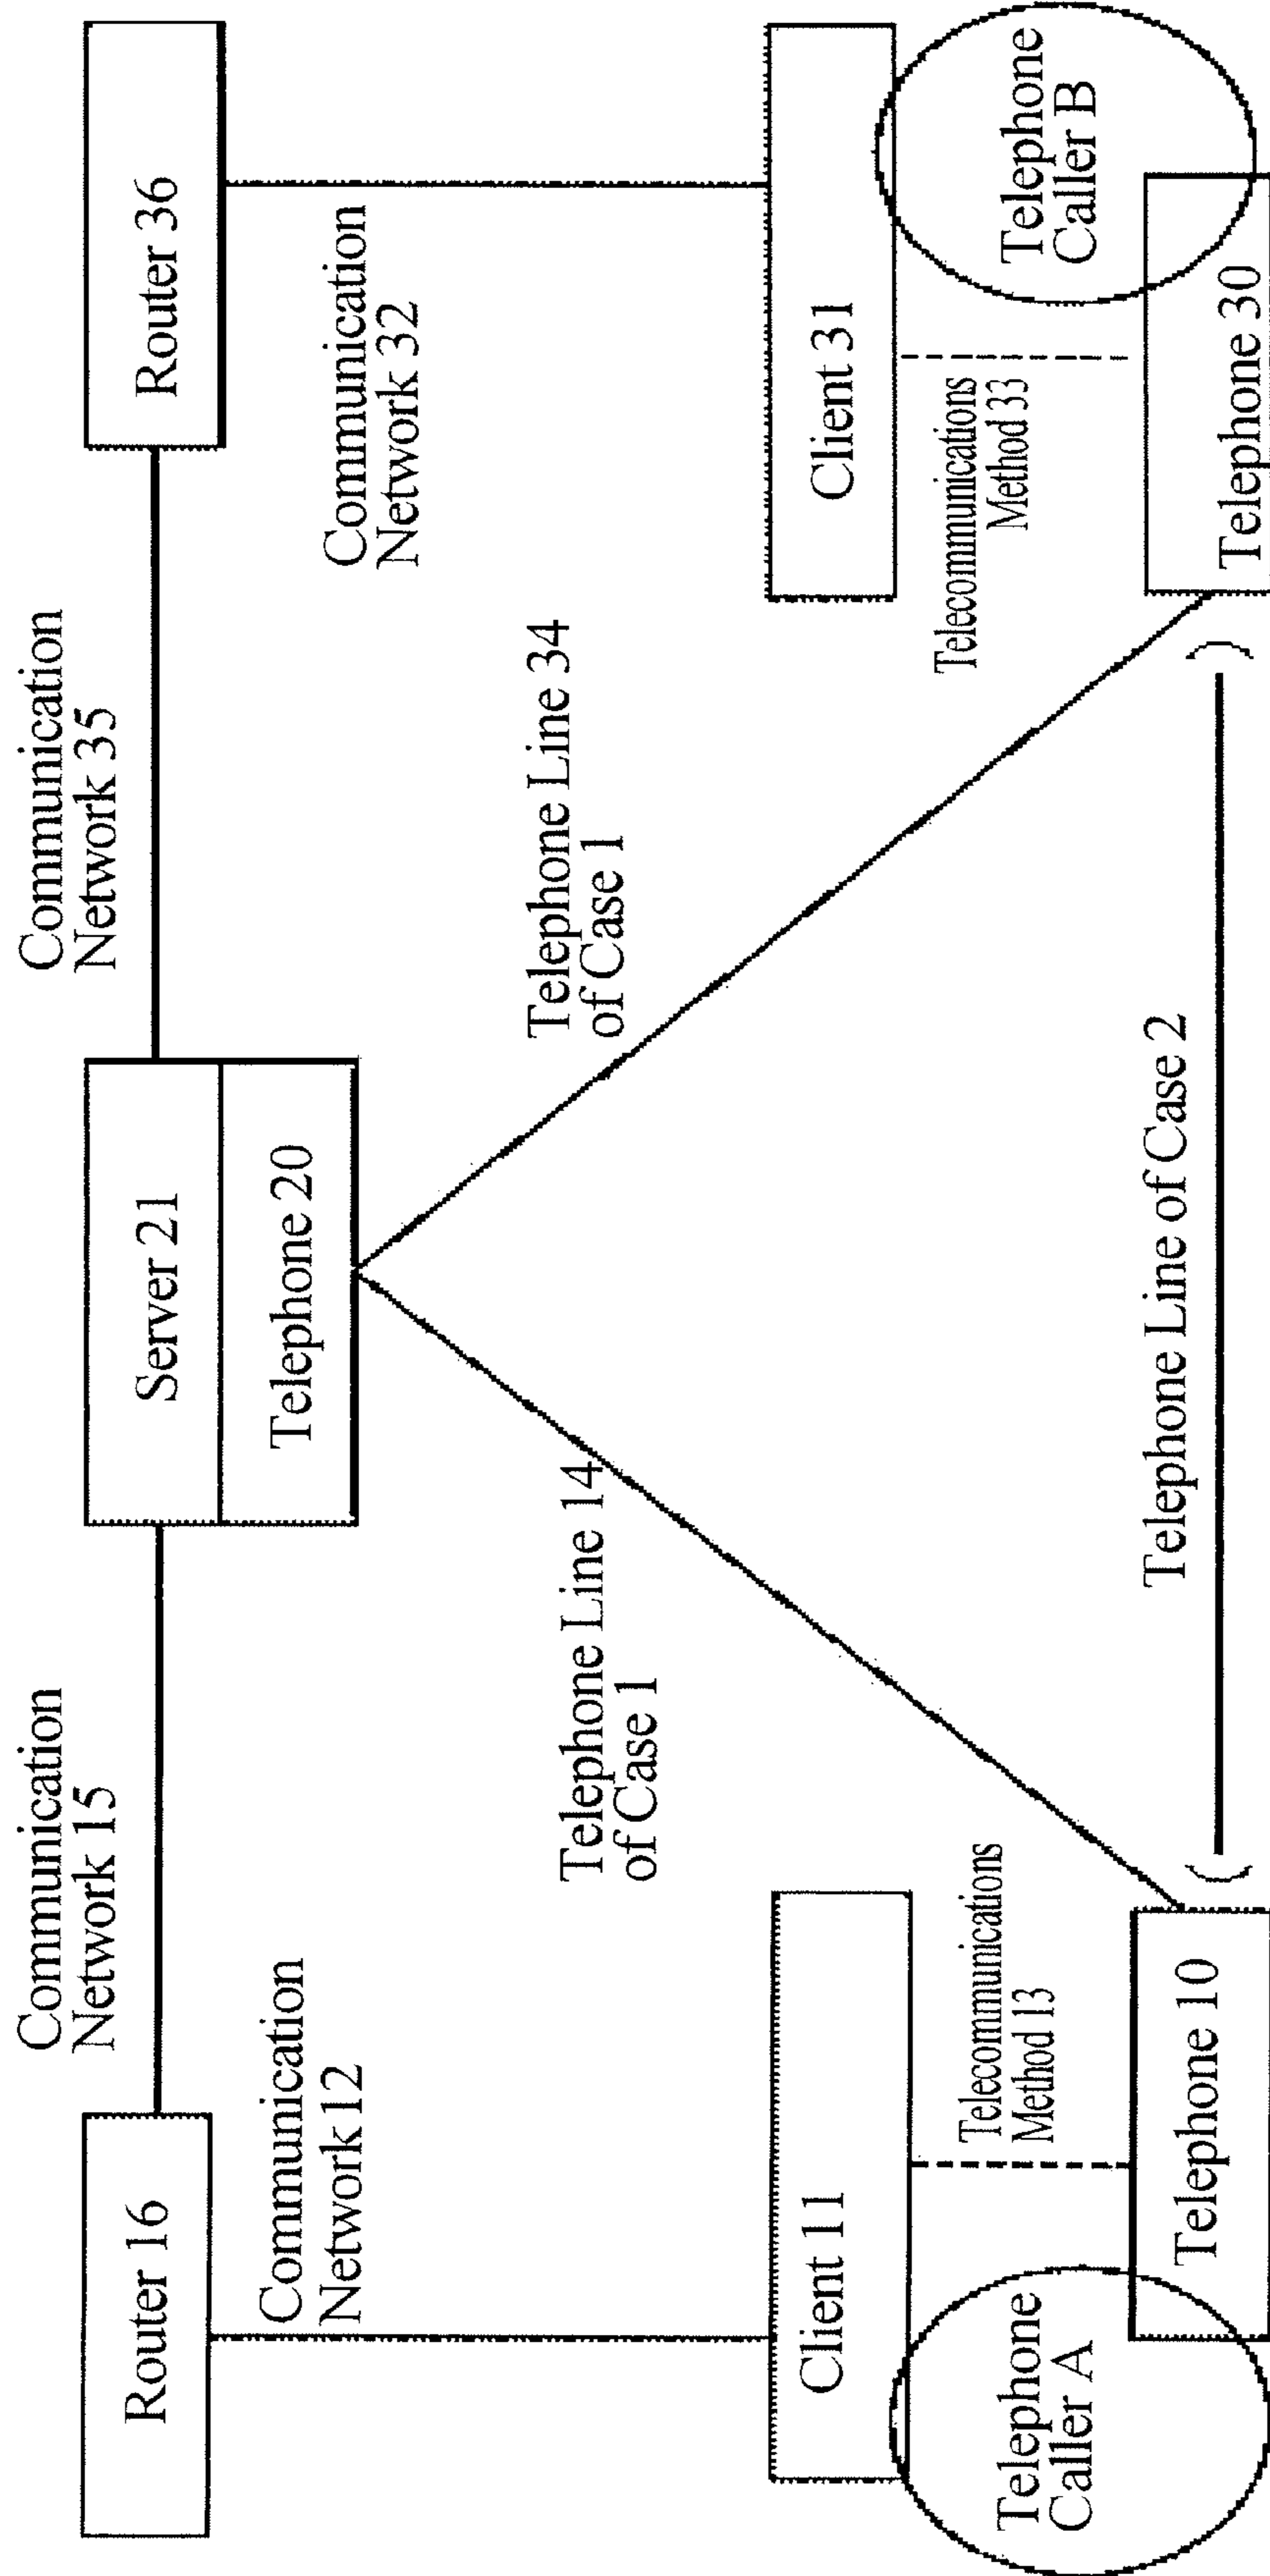 Communication
Network 15
Communication
Network 35
Router 16
Server 21
Router 36
Telephone 20
Communication
Network 12
Communication
Network 32
Telephone Line 14
of Case 1
Telephone Line 34
of Case 1
Client 11
Client 31
Telecommunications
Method 13
Telecommunications
Method 33
Telephone
Caller A
Telephone
Caller B
Telephone 10
Telephone Line of Case 2
Telephone 30